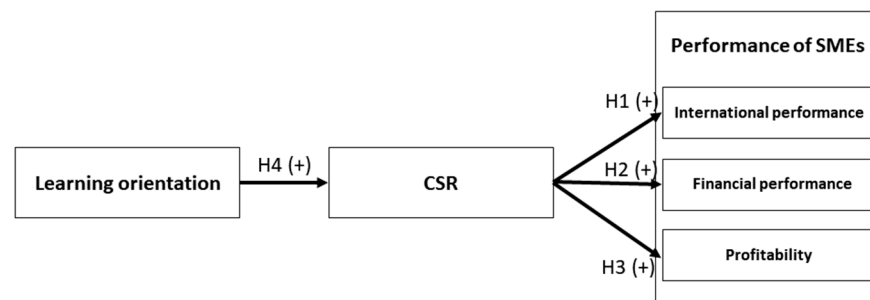 Performance of SMEs
H1 (+)
International performance
H4 (+)
H2 (+)
Learning orientation
CSR
Financial performance
Profitability
H3 (+)